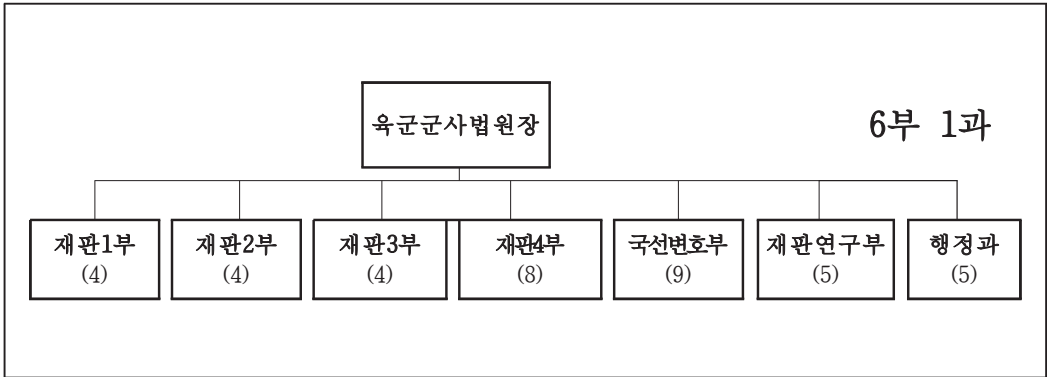 육군군사법원장
6부 1과
재판1부
(4)
재판2부
(4)
재판3부
(4)
재판4부
(8)
국선변호부
(9)
재판연구부
(5)
행정과
(5)